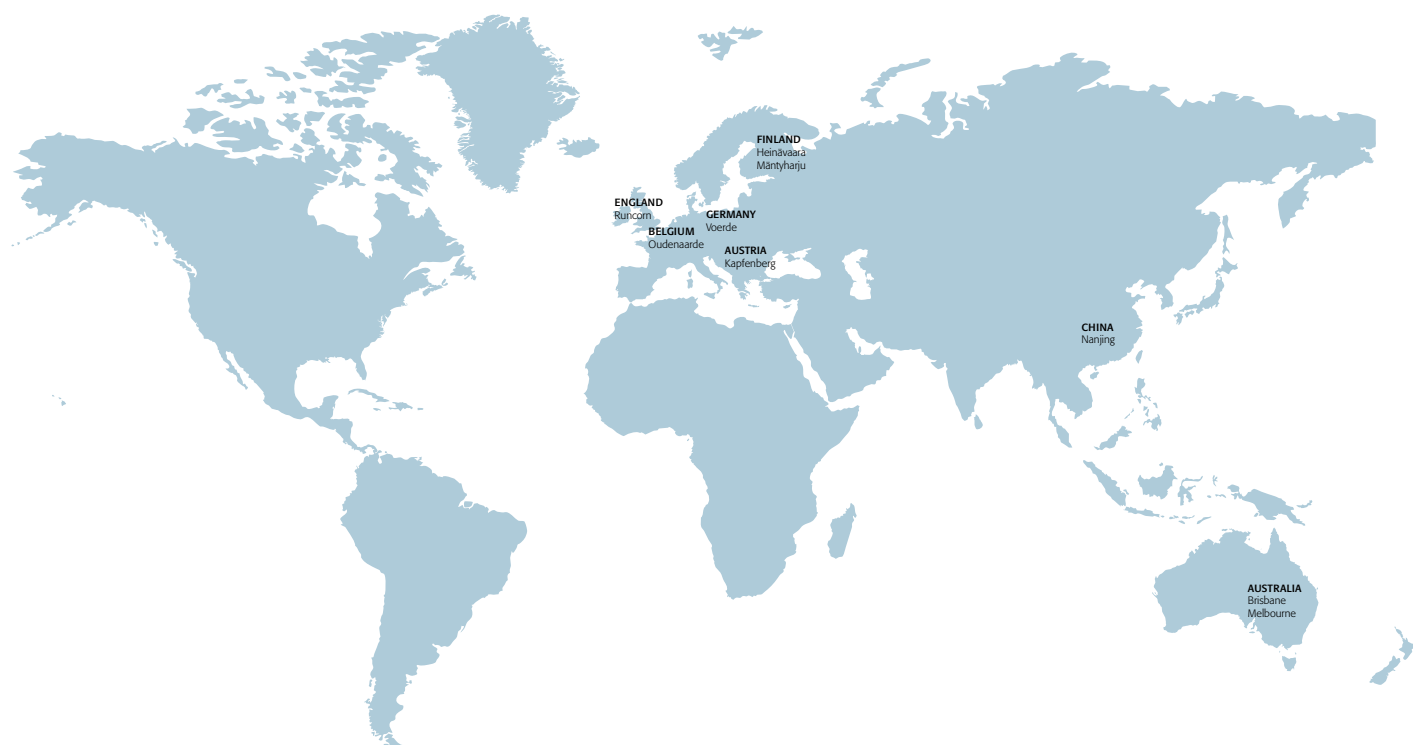 FINLAND
Heinävaara
Mäntyharju
ENGLAND
Runcorn
GERMANY
Voerde
BELGIUM
Oudenaarde
AUSTRIA
Kapfenberg
CHINA
Nanjing
AUSTRALIA
Brisbane
Melbourne